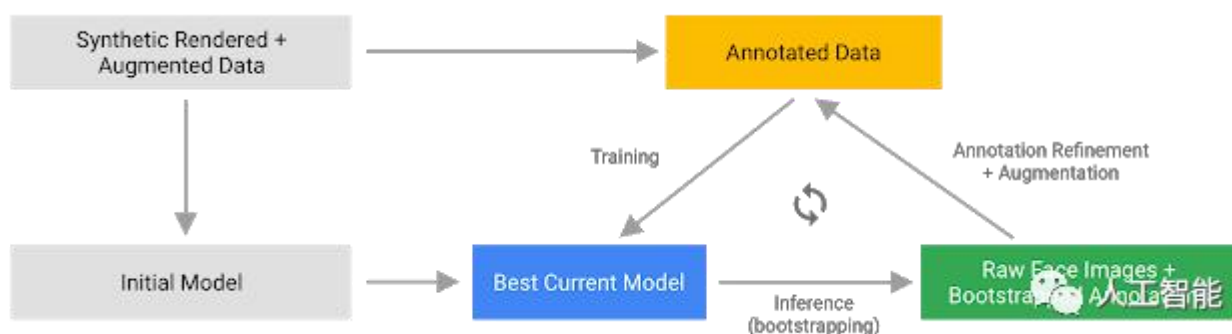 Synthetic Rendered +
Augmented Data
Annotated Data
Training
Annotation Refinement
+ Augmentation
Initial Model
Best Current Model
Inference
(bootstrapping)
Raw Face Images +
人工智能